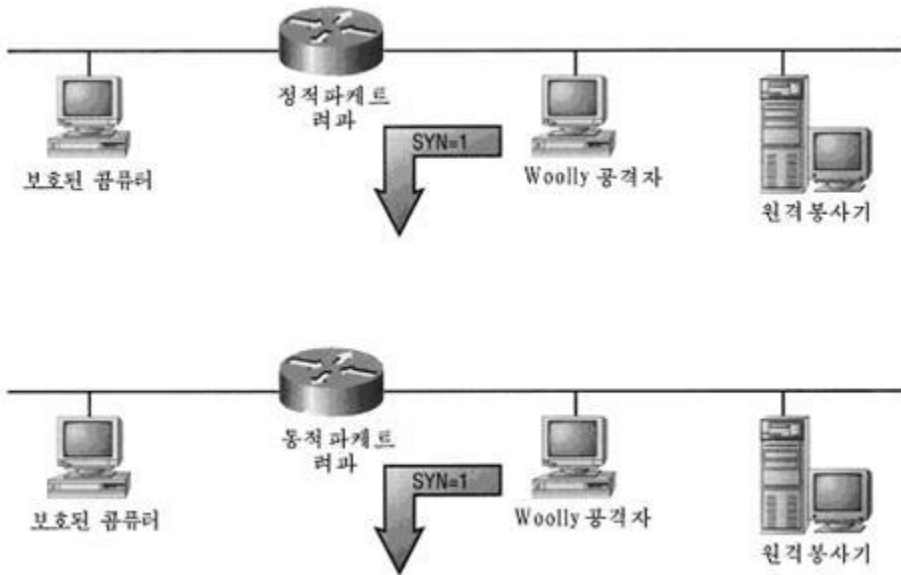 정적파케트
려파
SYN=1
보호된 콤퓨터
Woolly 공격자
원격봉사기
동적파케트
려파
SYN=1
보호된 콤퓨터
Woolly 공격자
원격봉사기